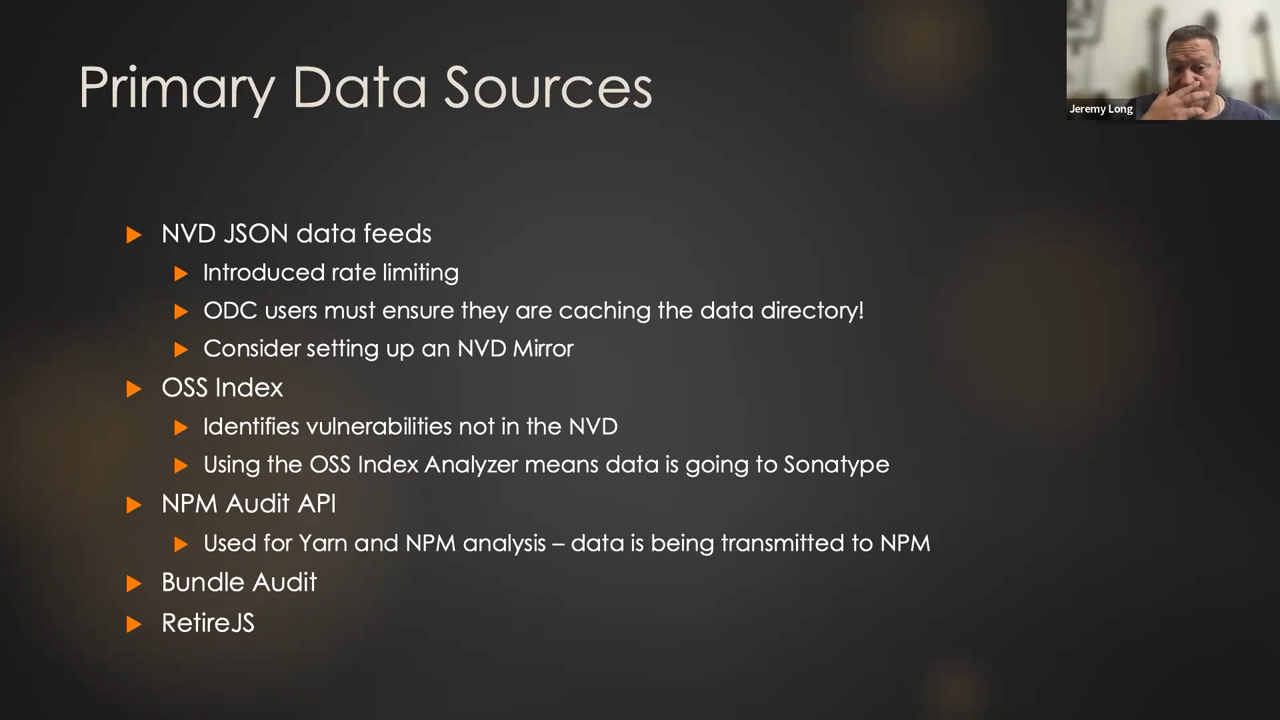 Primary Data Sources
Jeremy Long
NVD JSON data feeds
Introduced rate limiting
ODC users must ensure they are caching the data directory!
Consider setting up an NVD Mirror
OSS Index
Identifies vulnerabilities not in the NVD
Using the OSS Index Analyzer means data is going to Sonatype
NPM Audit API
Used for Yarn and NPM analysis – data is being transmitted to NPM
Bundle Audit
RetireJS